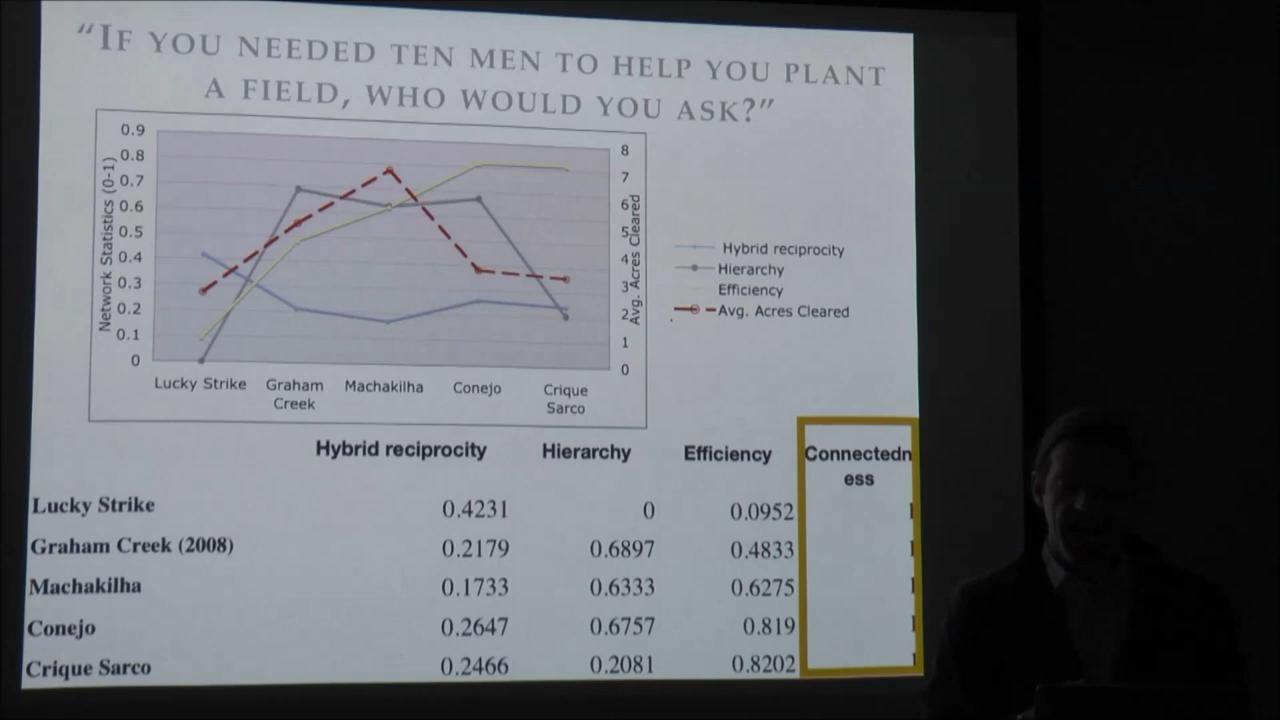 "IF YOU NEEDED TEN MEN TO HELP YOU PLANT
A FIELD, WHO WOULD YOU ASK?"
0.9
0.8
0.7
0.6
0.5
0.4
0.3
0.2
0.1
0
Network Statistics (0-1)
8
7
6
5
4
3
2
1
0
Avg. Acres Cleared
Lucky Strike
Graham
Creek
Machakilha
Conejo
Crique
Sarco
Hybrid reciprocity
Hierarchy
Efficiency
Avg. Acres Cleared
Hybrid reciprocity Hierarchy Efficiency Connectedn
ess
Lucky Strike 0.4231 0 0.0952 1
Graham Creek (2008) 0.2179 0.6897 0.4833 1
Machakilha 0.1733 0.6333 0.6275 1
Conejo 0.2647 0.6757 0.819 1
Crique Sarco 0.2466 0.2081 0.8202 1